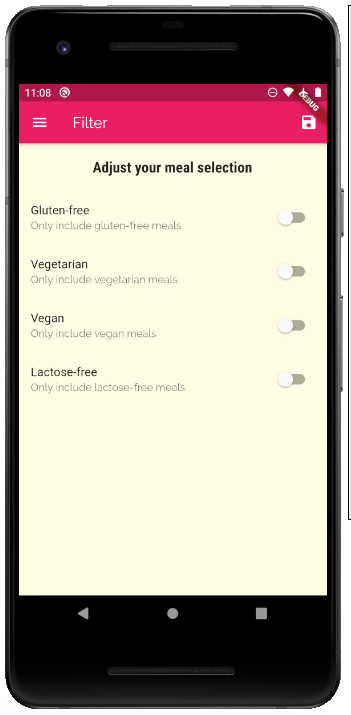 11:08
DEBUG
Filter
Adjust your meal selection
Gluten-free
Only include gluten-free meals
Vegetarian
Only include vegetarian meals
Vegan
Only include vegan meals
Lactose-free
Only include lactose-free meals